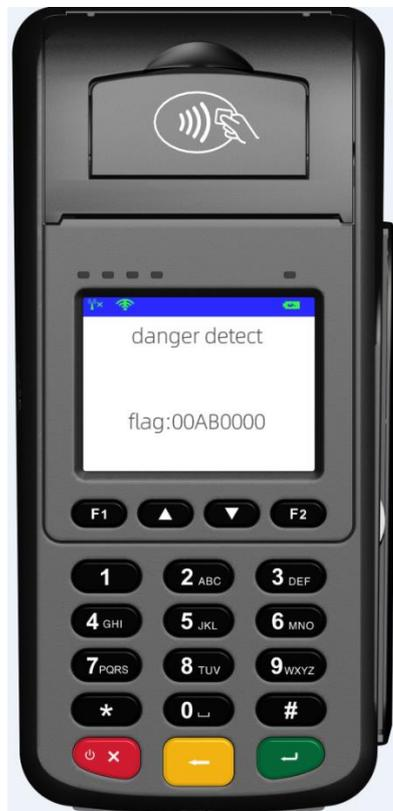 danger detect
flag:00AB0000
F1 F2
1 2 ABC 3 DEF
4 GHI 5 JKL 6 MNO
7PQRS 8 TUV 9WXYZ
* 0 #